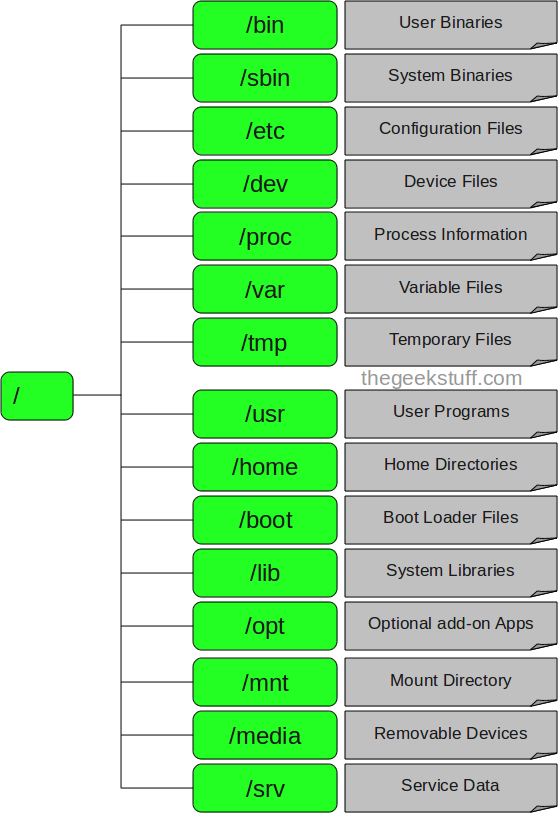 /bin User Binaries
/sbin System Binaries
/etc Configuration Files
/dev Device Files
/proc Process Information
/var Variable Files
/tmp Temporary Files
thegeekstuff.com
/
/usr User Programs
/home Home Directories
/boot Boot Loader Files
/lib System Libraries
/opt Optional add-on Apps
/mnt Mount Directory
/media Removable Devices
/srv Service Data